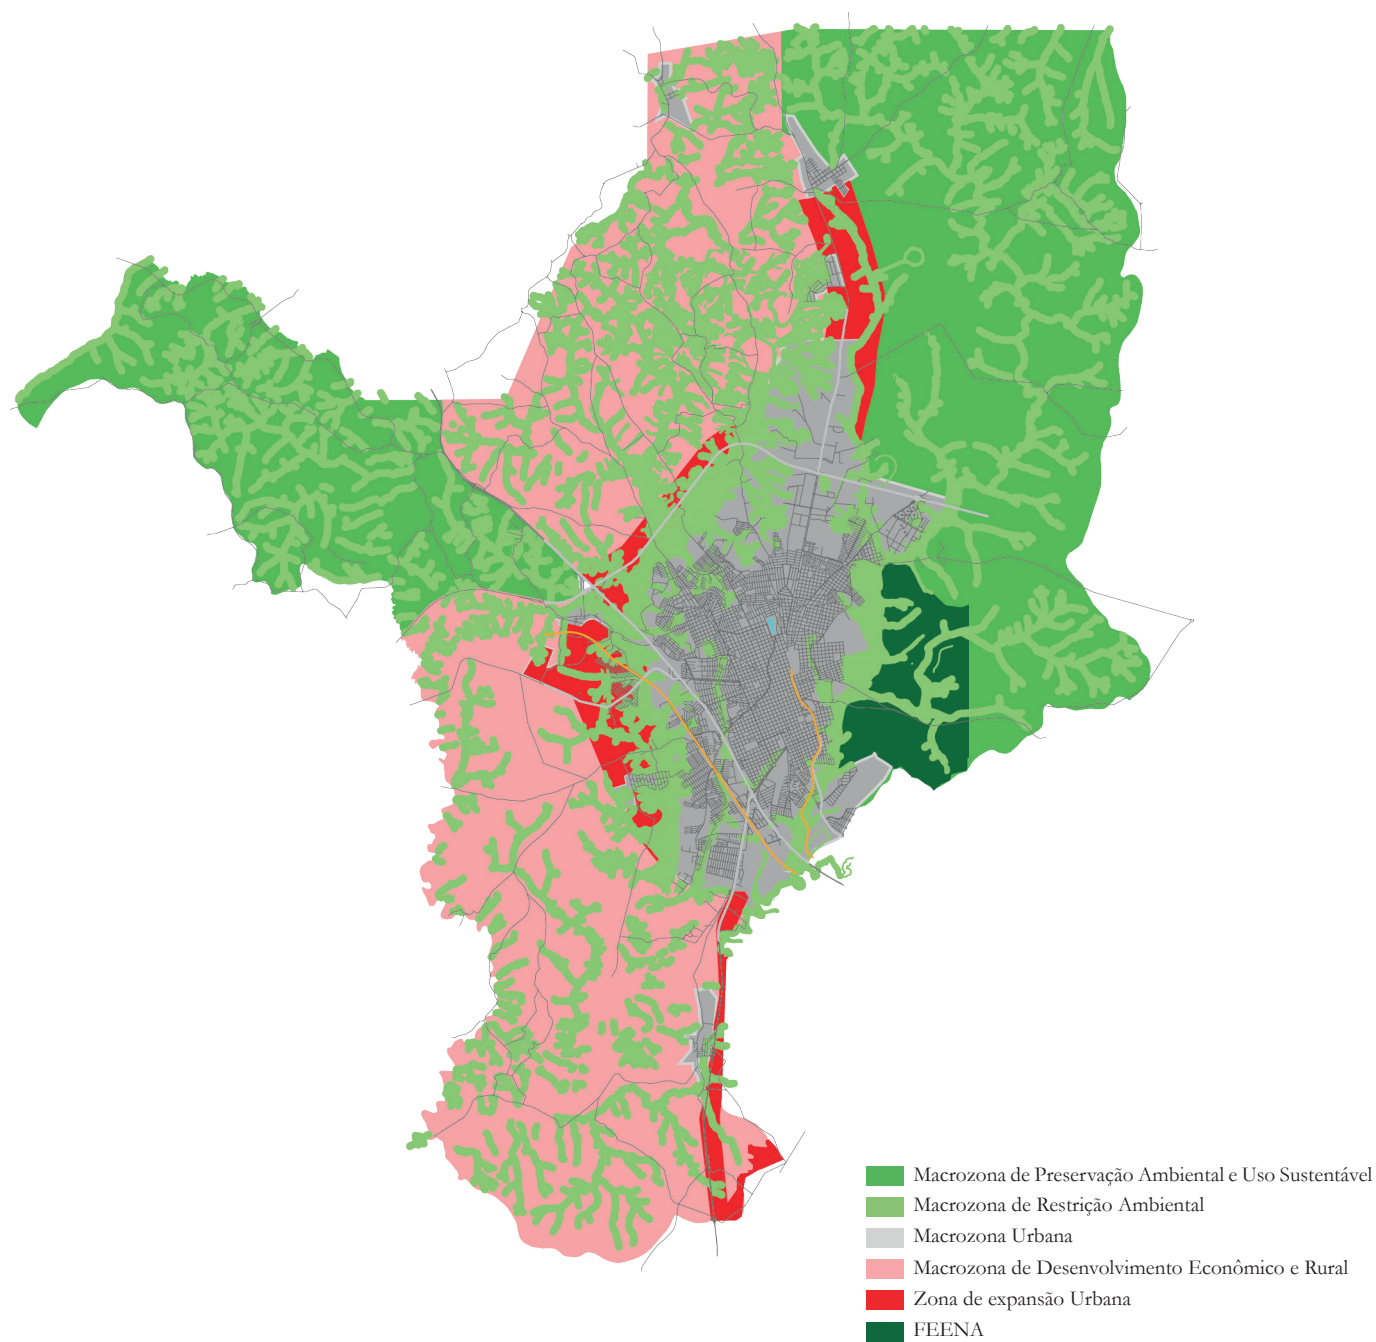 Macrozona de Preservação Ambiental e Uso Sustentável
Macrozona de Restrição Ambiental
Macrozona Urbana
Macrozona de Desenvolvimento Econômico e Rural
Zona de expansão Urbana
FEENA